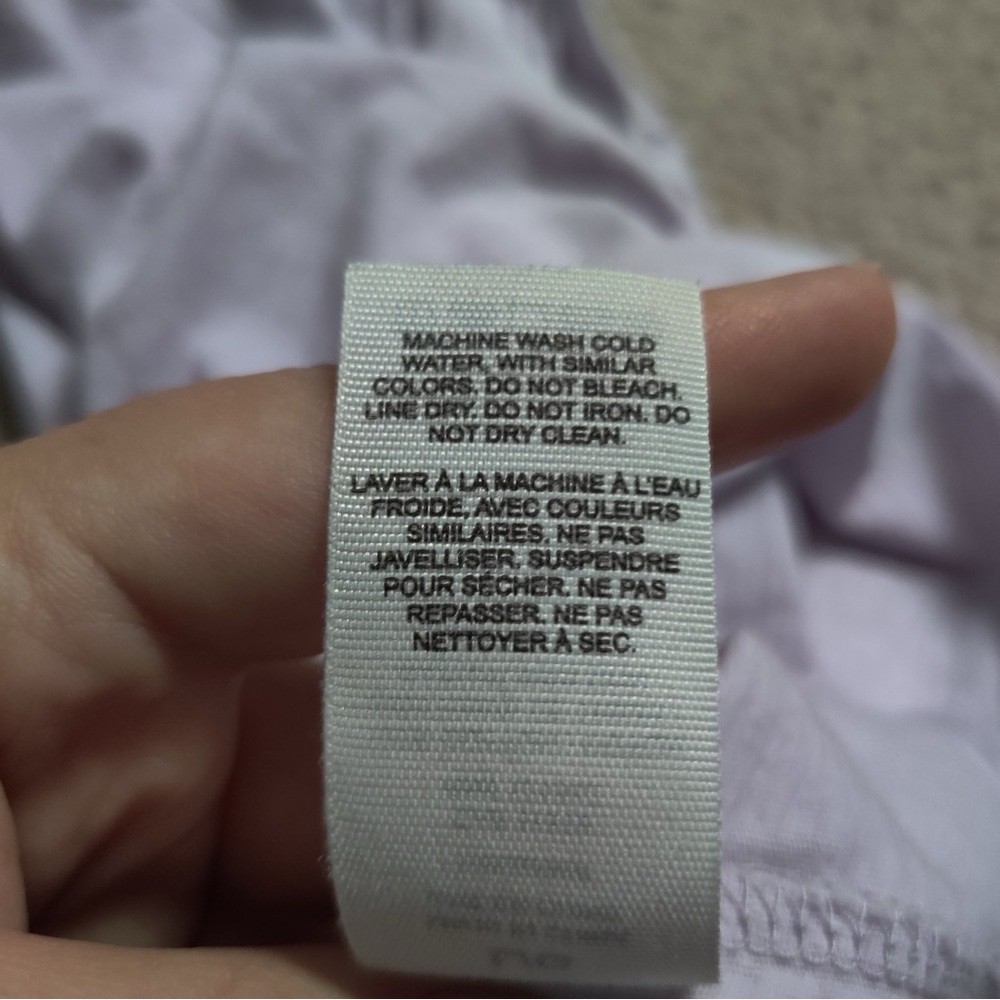 MACHINE WASH COLD
WATER, WITH SIMILAR
COLORS. DO NOT BLEACH.
LINE DRY. DO NOT IRON. DO
NOT DRY CLEAN.
LAVER À LA MACHINE À L'EAU
FROIDE, AVEC COULEURS
SIMILAIRES. NE PAS
JAVELLISER. SUSPENDRE
POUR SÉCHER. NE PAS
REPASSER. NE PAS
NETTOYER À SEC.